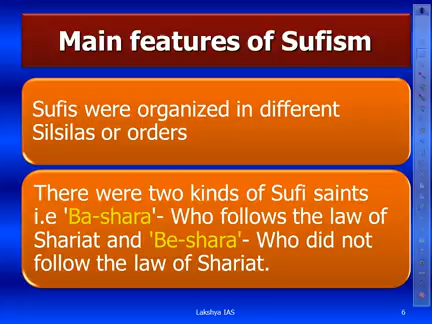 Main features of Sufism
Sufis were organized in different
Silsilas or orders
There were two kinds of Sufi saints
i.e 'Ba-shara'- Who follows the law of
Shariat and 'Be-shara'- Who did not
follow the law of Shariat.
Lakshya IAS
6